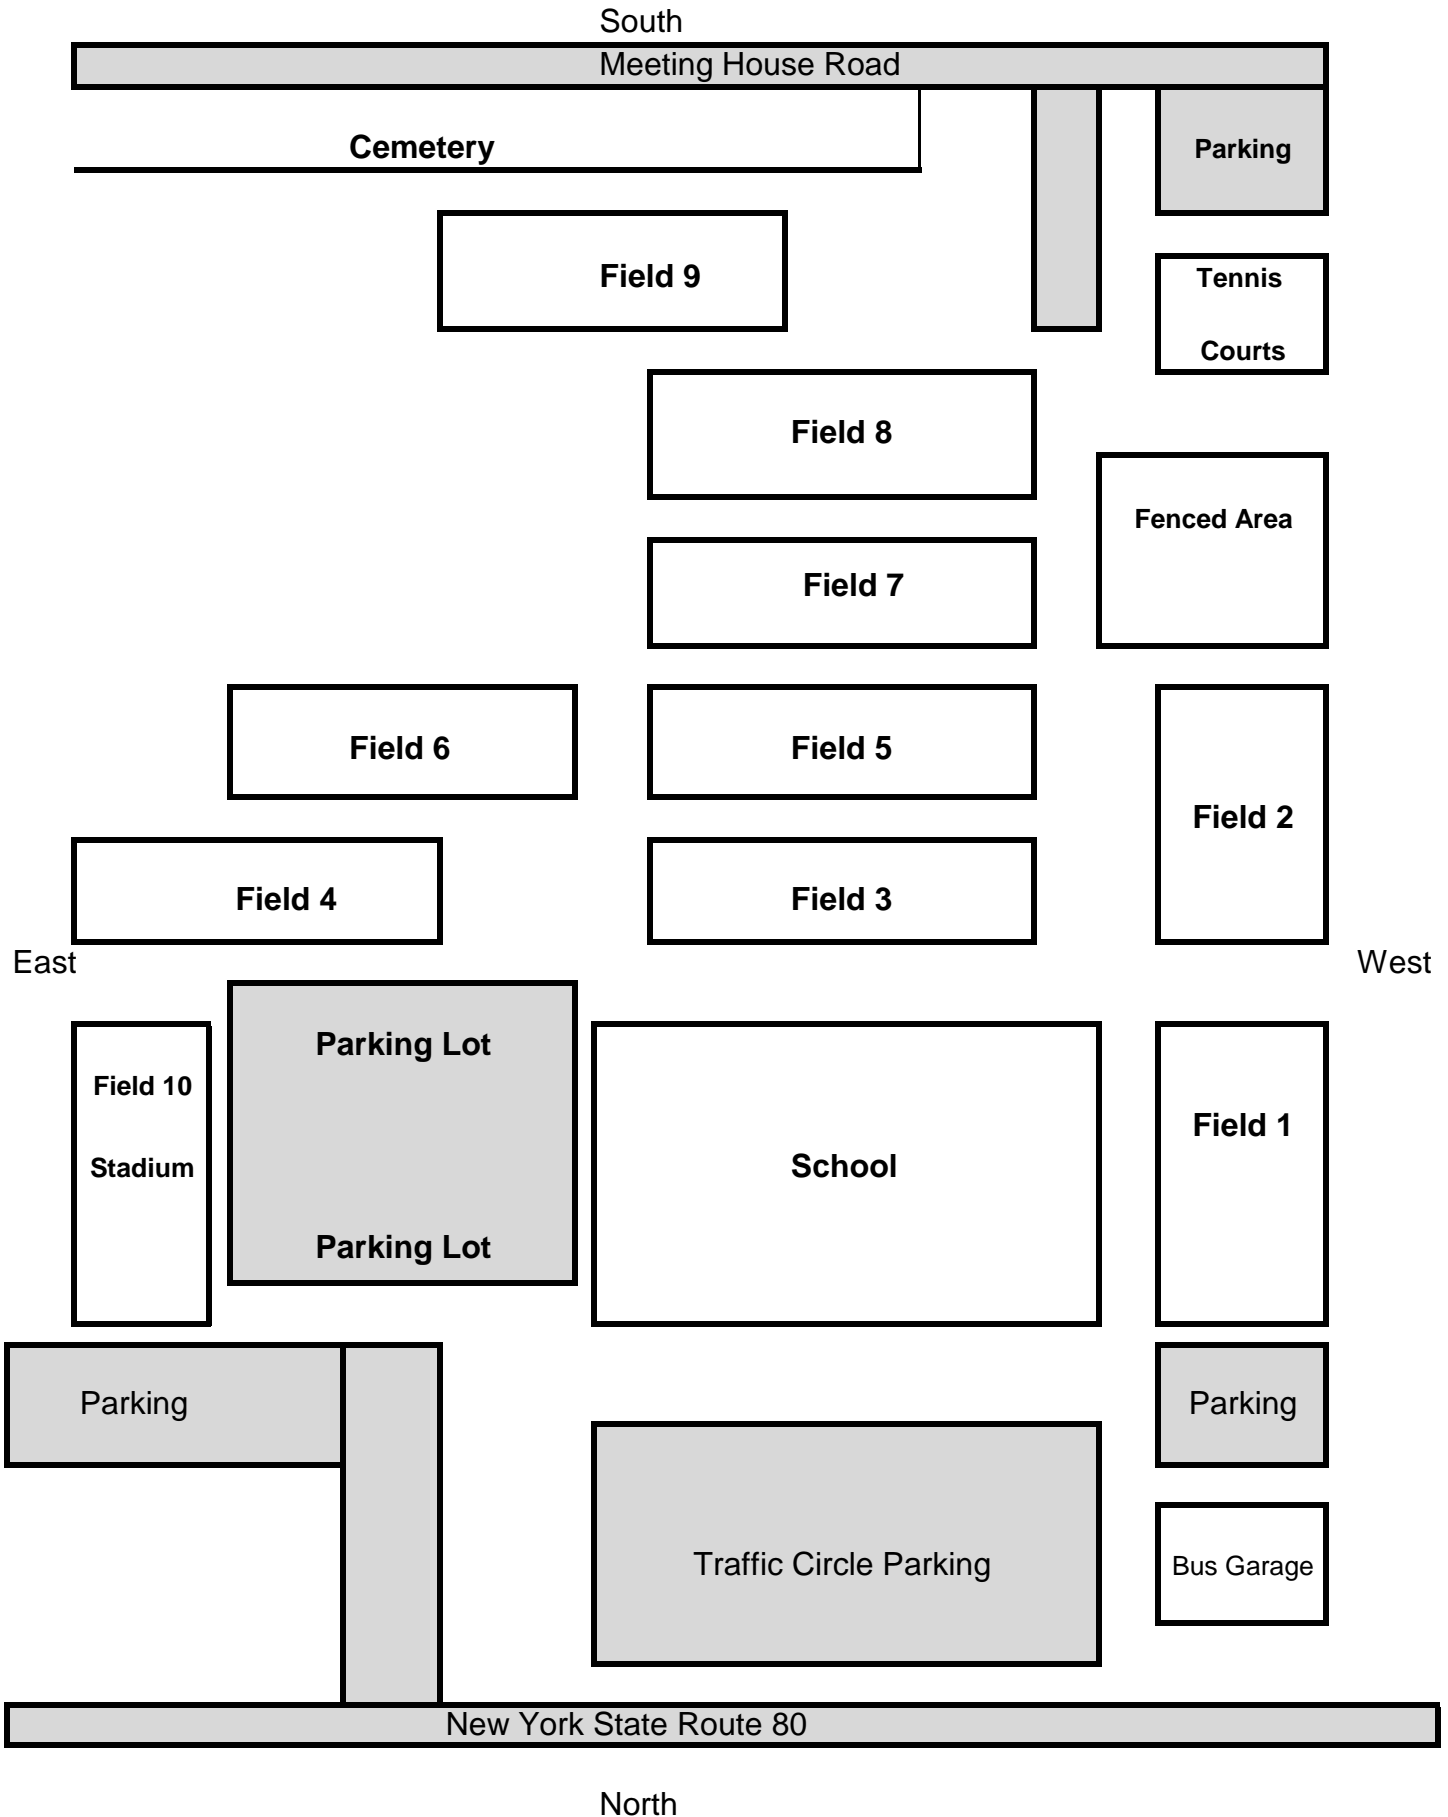 South
Meeting House Road
Cemetery
Parking
Field 9
Tennis
Courts
Field 8
Fenced Area
Field 7
Field 6
Field 5
Field 2
Field 4
Field 3
East
West
Parking Lot
Field 10
Field 1
Stadium
School
Parking Lot
Parking
Parking
Traffic Circle Parking
Bus Garage
New York State Route 80
North